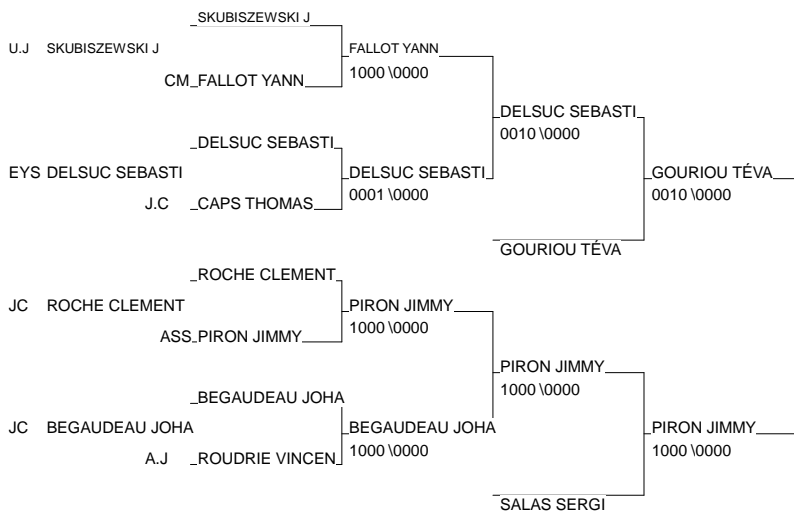 SKUBISZEWSKI J
U.J SKUBISZEWSKI J FALLOT YANN
1000 \0000
CM FALLOT YANN
DELSUC SEBASTI
0010 \0000
DELSUC SEBASTI
EYS DELSUC SEBASTI DELSUC SEBASTI GOURIOU TÉVA
0001 \0000 0010 \0000
J.C CAPS THOMAS
GOURIOU TÉVA
ROCHE CLEMENT
JC ROCHE CLEMENT PIRON JIMMY
1000 \0000
ASS PIRON JIMMY
PIRON JIMMY
1000 \0000
BEGAUDEAU JOHA
JC BEGAUDEAU JOHA BEGAUDEAU JOHA PIRON JIMMY
1000 \0000 1000 \0000
A.J ROUDRIE VINCEN
SALAS SERGI